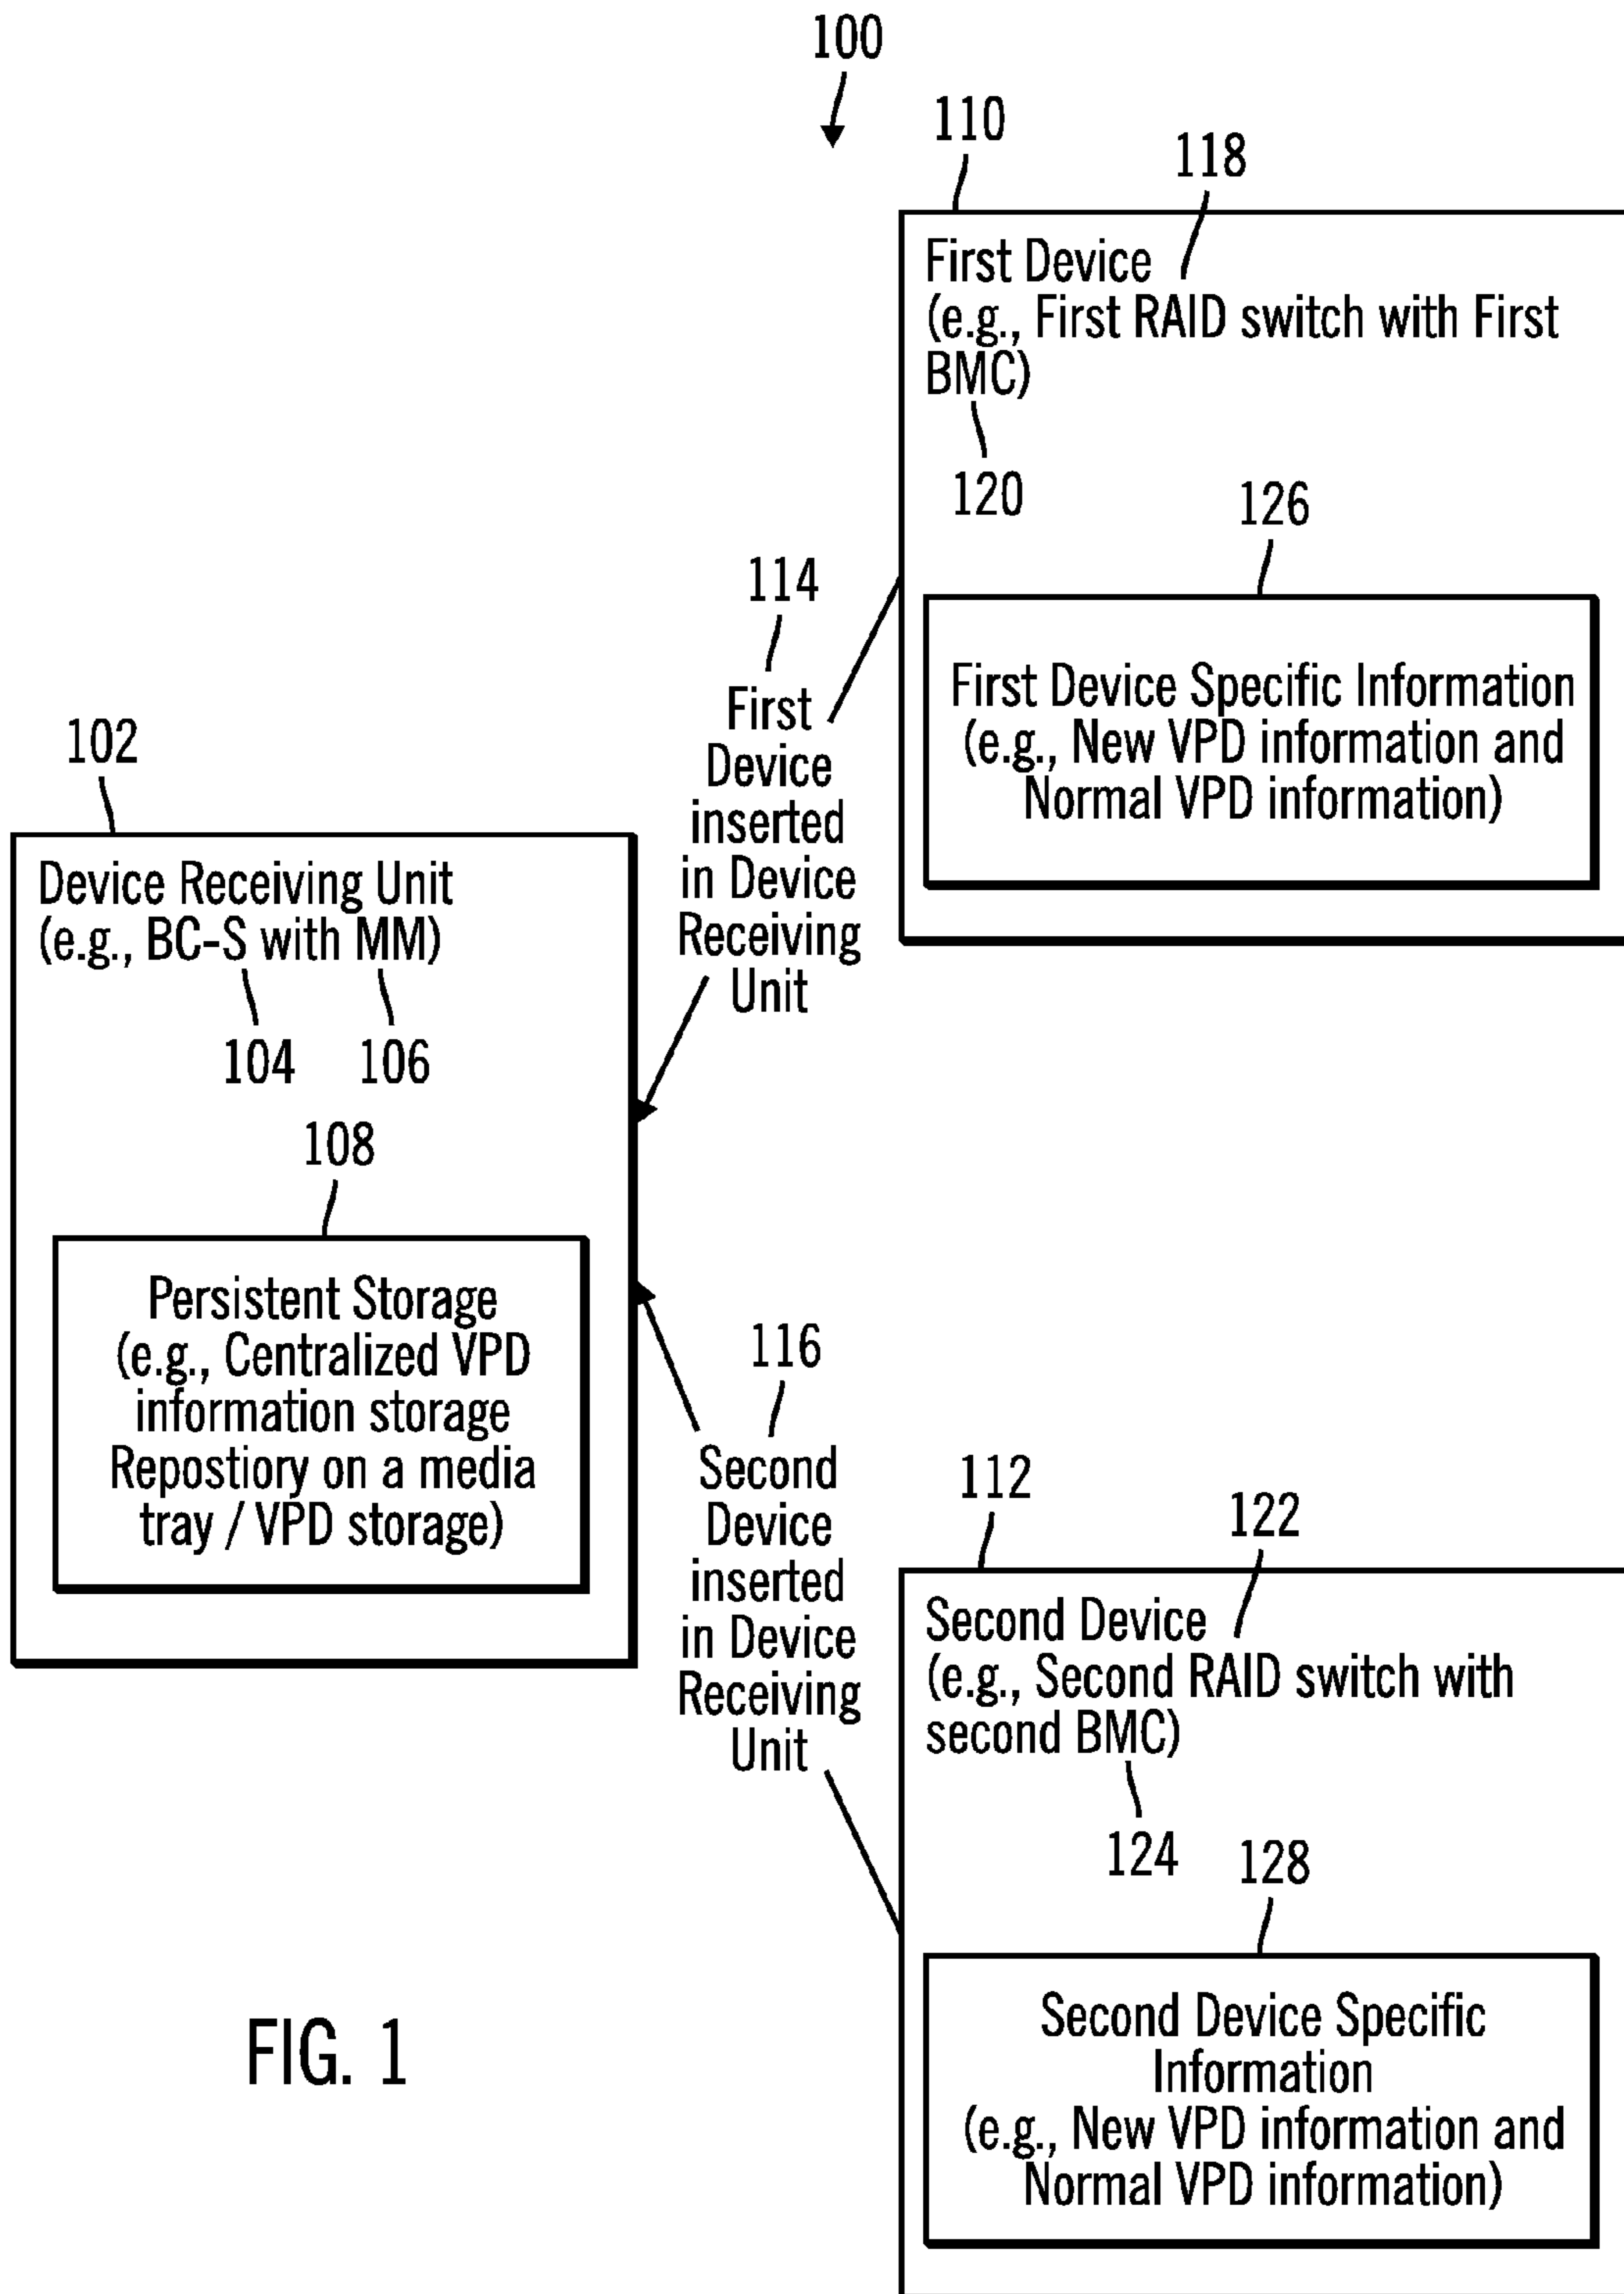 100
110
118
First Device
(e.g., First RAID switch with First
BMC)
120
126
First Device Specific Information
(e.g., New VPD information and
Normal VPD information)
114
First
Device
inserted
in Device
Receiving
Unit
102
Device Receiving Unit
(e.g., BC-S with MM)
104 106
108
Persistent Storage
(e.g., Centralized VPD
information storage
Repostiory on a media
tray / VPD storage)
116
Second
Device
inserted
in Device
Receiving
Unit
112
122
Second Device
(e.g., Second RAID switch with
second BMC)
124
128
Second Device Specific
Information
(e.g., New VPD information and
Normal VPD information)
FIG. 1